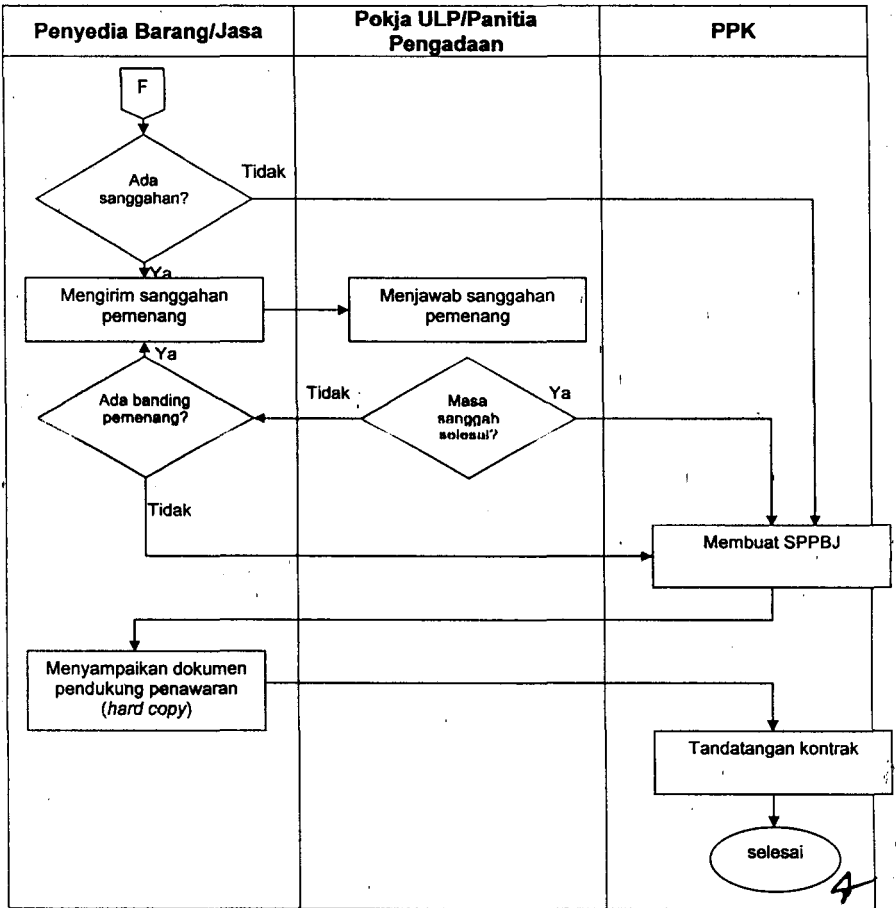 Penyedia Barang/Jasa
Pokja ULP/Panitia
Pengadaan
PPK
F
Ada
sanggahan?
Tidak
Ya
Mengirim sanggahan
pemenang
Menjawab sanggahan
pemenang
Ya
Ada banding
pemenang?
Tidak
Masa
sanggah
selesai?
Ya
Tidak
Membuat SPPBJ
Menyampaikan dokumen
pendukung penawaran
(hard copy)
Tandatangan kontrak
selesai